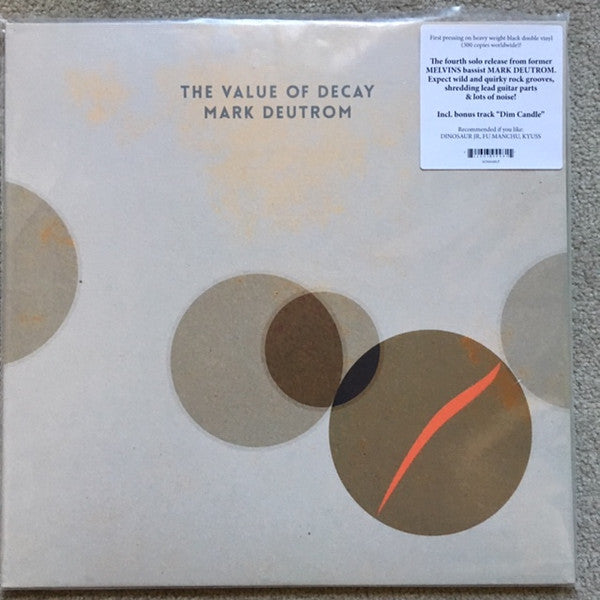 THE VALUE OF DECAY
MARK DEUTROM
First pressing on heavy weight black double vinyl
(300 copies worldwide)!
The fourth solo release from former
MELVINS bassist MARK DEUTROM.
Expect wild and quirky rock grooves,
shredding lead guitar parts
& lots of noise!
Incl. bonus track "Dim Candle"
Recommended if you like:
DINOSAUR JR, FU MANCHU, KYUSS